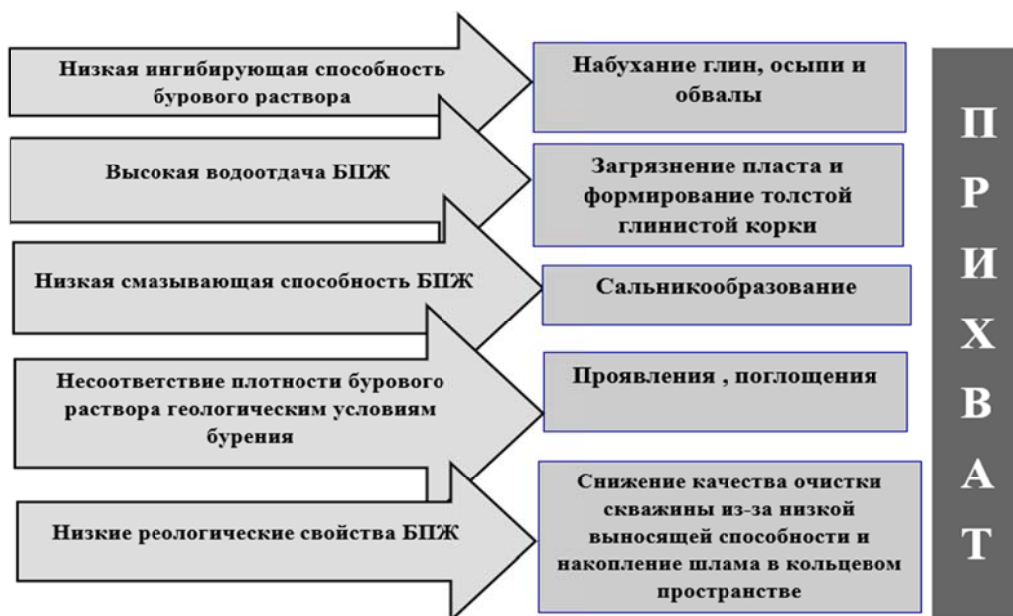 Низкая ингибирующая способность
бурового раствора
Набухание глин, осыпи и
обвалы
Высокая водоотдача БПЖ
Загрязнение пласта и
формирование толстой
глинистой корки
Низкая смазывающая способность БПЖ
Сальникообразование
Несоответствие плотности бурового
раствора геологическим условиям
бурения
Проявления , поглощения
Низкие реологические свойства БПЖ
Снижение качества очистки
скважины из-за низкой
выносящей способности и
накопление шлама в кольцевом
пространстве
П
Р
И
Х
В
А
Т